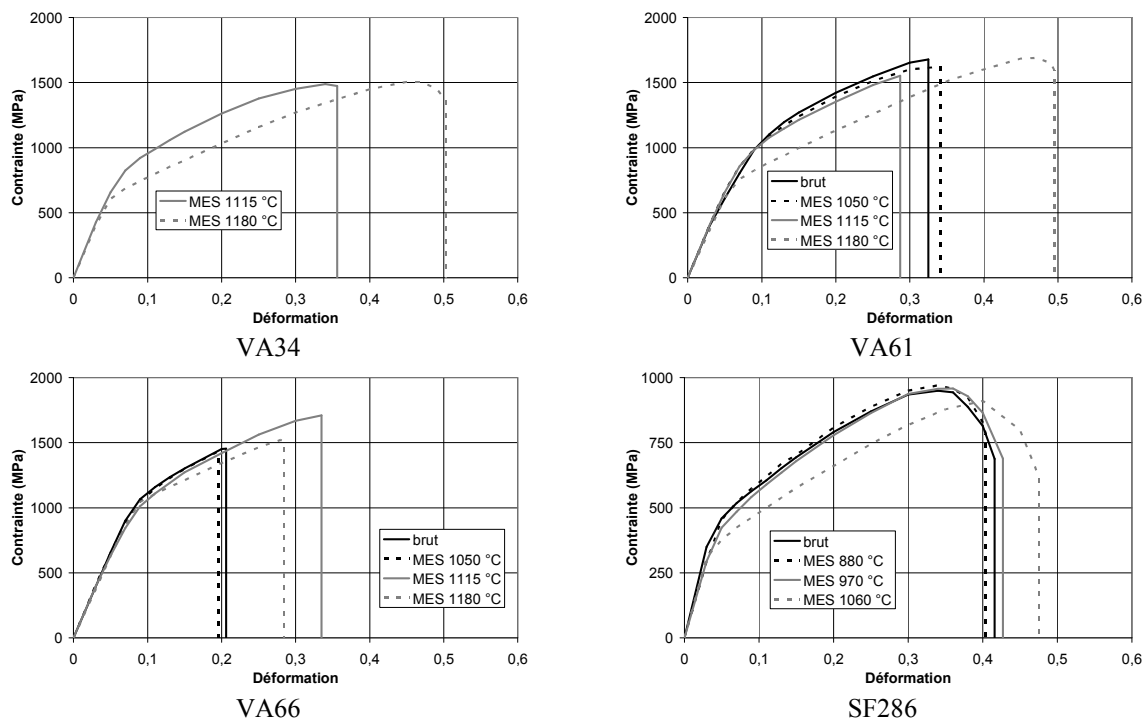 2000
1500
1000
500
0
Contrainte (MPa)
MES 1115 °C
MES 1180 °C
0 0,1 0,2 0,3 0,4 0,5 0,6
Déformation
VA34
2000
1500
1000
500
0
Contrainte (MPa)
brut
MES 1050 °C
MES 1115 °C
MES 1180 °C
0 0,1 0,2 0,3 0,4 0,5 0,6
Déformation
VA61
2000
1500
1000
500
0
Contrainte (MPa)
brut
MES 1050 °C
MES 1115 °C
MES 1180 °C
0 0,1 0,2 0,3 0,4 0,5 0,6
Déformation
VA66
1000
750
500
250
0
Contrainte (MPa)
brut
MES 880 °C
MES 970 °C
MES 1060 °C
0 0,1 0,2 0,3 0,4 0,5 0,6
Déformation
SF286